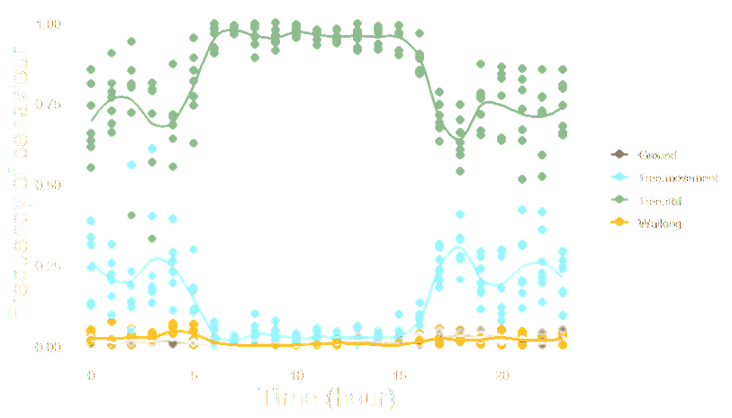 Frequency of behaviour
1.00
0.75
0.50
0.25
0.00
0
5
10
15
20
Time (hour)
Ground
Tree.movement
Tree.still
Walking